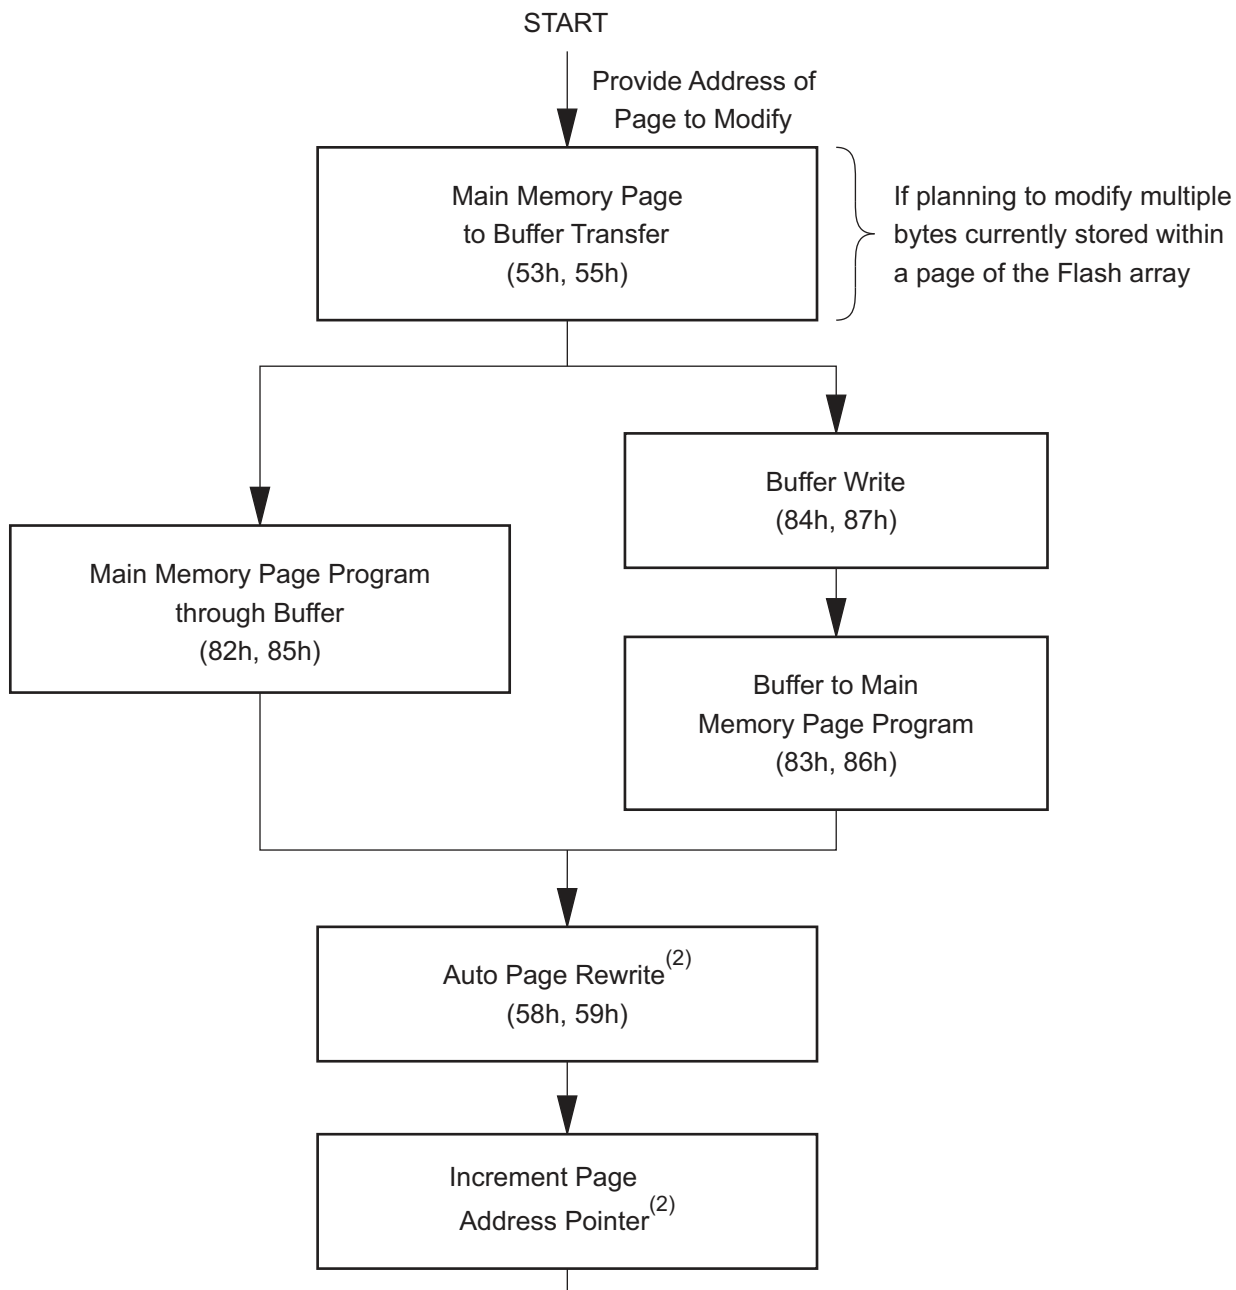 START
Provide Address of
Page to Modify
Main Memory Page
to Buffer Transfer
(53h, 55h)
If planning to modify multiple
bytes currently stored within
a page of the Flash array
Buffer Write
(84h, 87h)
Main Memory Page Program
through Buffer
(82h, 85h)
Buffer to Main
Memory Page Program
(83h, 86h)
Auto Page Rewrite(2)
(58h, 59h)
Increment Page
Address Pointer(2)